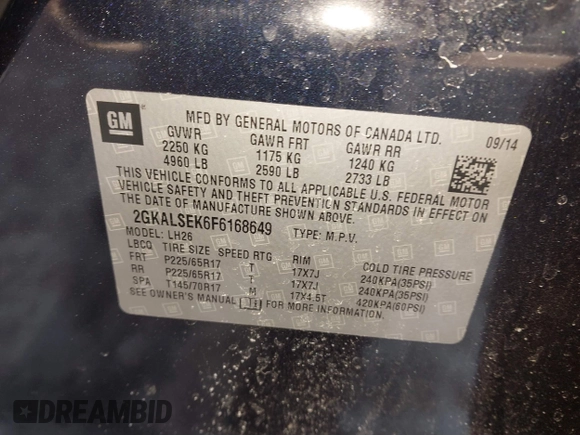 GM
MFD BY GENERAL MOTORS OF CANADA LTD.
GVWR GAWR FRT GAWR RR 09/14
2250 KG 1175 KG 1240 KG
4960 LB 2590 LB 2733 LB
THIS VEHICLE CONFORMS TO ALL APPLICABLE U.S. FEDERAL MOTOR
VEHICLE SAFETY AND THEFT PREVENTION STANDARDS IN EFFECT ON
THE DATE OF MANUFACTURE SHOWN ABOVE.
2GKALSEK6F6168649 TYPE: M.P.V.
MODEL: LH26
LBCQ TIRE SIZE SPEED RTG RIM COLD TIRE PRESSURE
FRT P225/65R17 T 17X7J 240KPA(35PSI)
RR P225/65R17 T 17X7J 240KPA(35PSI)
SPA T145/70R17 M 17X4.5T 420KPA(60PSI)
SEE OWNER'S MANUAL FOR MORE INFORMATION.
DREAMBID